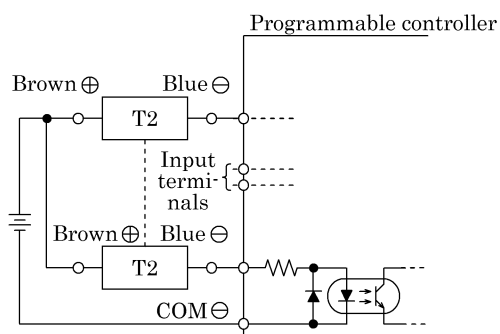 Programmable controller
Brown ⊕ Blue ⊖
T2
Input
termi-
nals
Brown ⊕ Blue ⊖
T2
COM ⊖